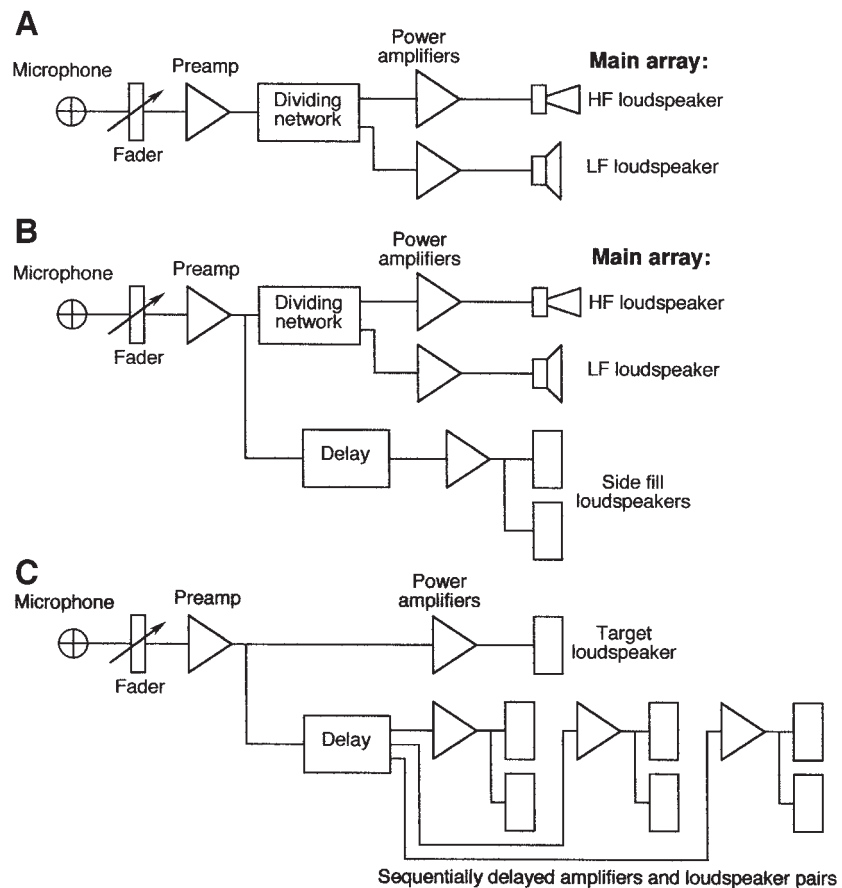 A
Microphone
Fader
Preamp
Dividing
network
Power
amplifiers
Main array:
HF loudspeaker
LF loudspeaker
B
Microphone
Fader
Preamp
Dividing
network
Power
amplifiers
Main array:
HF loudspeaker
LF loudspeaker
Delay
Side fill
loudspeakers
C
Microphone
Fader
Preamp
Power
amplifiers
Target
loudspeaker
Delay
Sequentially delayed amplifiers and loudspeaker pairs